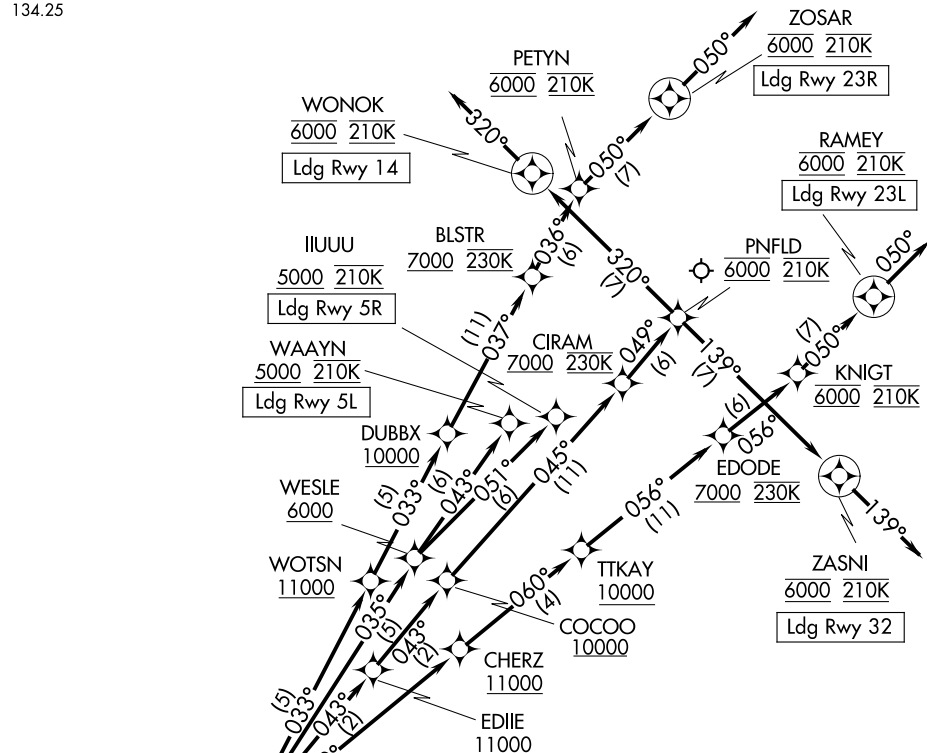 134.25
ZOSAR
6000 210K
Ldg Rwy 23R
050°
PETYN
6000 210K
WONOK
6000 210K
Ldg Rwy 14
320°
050°
(7)
RAMEY
6000 210K
Ldg Rwy 23L
050°
IIUUU
5000 210K
Ldg Rwy 5R
BLSTR
7000 230K
036°
(6)
320°
(7)
PNFLD
6000 210K
WAAYN
5000 210K
Ldg Rwy 5L
(11)
037°
CIRAM
7000 230K
049°
(6)
139°
(7)
(7)
050°
KNIGT
6000 210K
DUBBX
10000
(6)
056°
EDODE
7000 230K
WESLE
6000
(5)
033°
(6)
043°
051°
(6)
045°
(11)
056°
(11)
139°
WOTSN
11000
TTKAY
10000
ZASNI
6000 210K
Ldg Rwy 32
035°
(5)
043°
(2)
060°
(4)
COCOO
10000
CHERZ
11000
(5)
033°
043°
(2)
EDIIE
11000